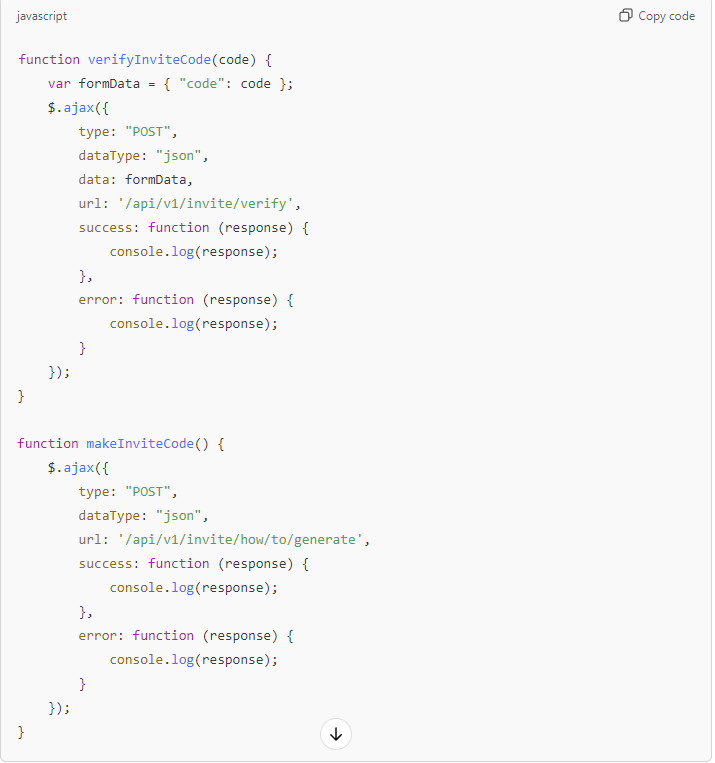 javascript
Copy code
function verifyInviteCode(code) {
    var formData = { "code": code };
    $.ajax({
        type: "POST",
        dataType: "json",
        data: formData,
        url: '/api/v1/invite/verify',
        success: function (response) {
            console.log(response);
        },
        error: function (response) {
            console.log(response);
        }
    });
}
function makeInviteCode() {
    $.ajax({
        type: "POST",
        dataType: "json",
        url: '/api/v1/invite/how/to/generate',
        success: function (response) {
            console.log(response);
        },
        error: function (response) {
            console.log(response);
        }
    });
}